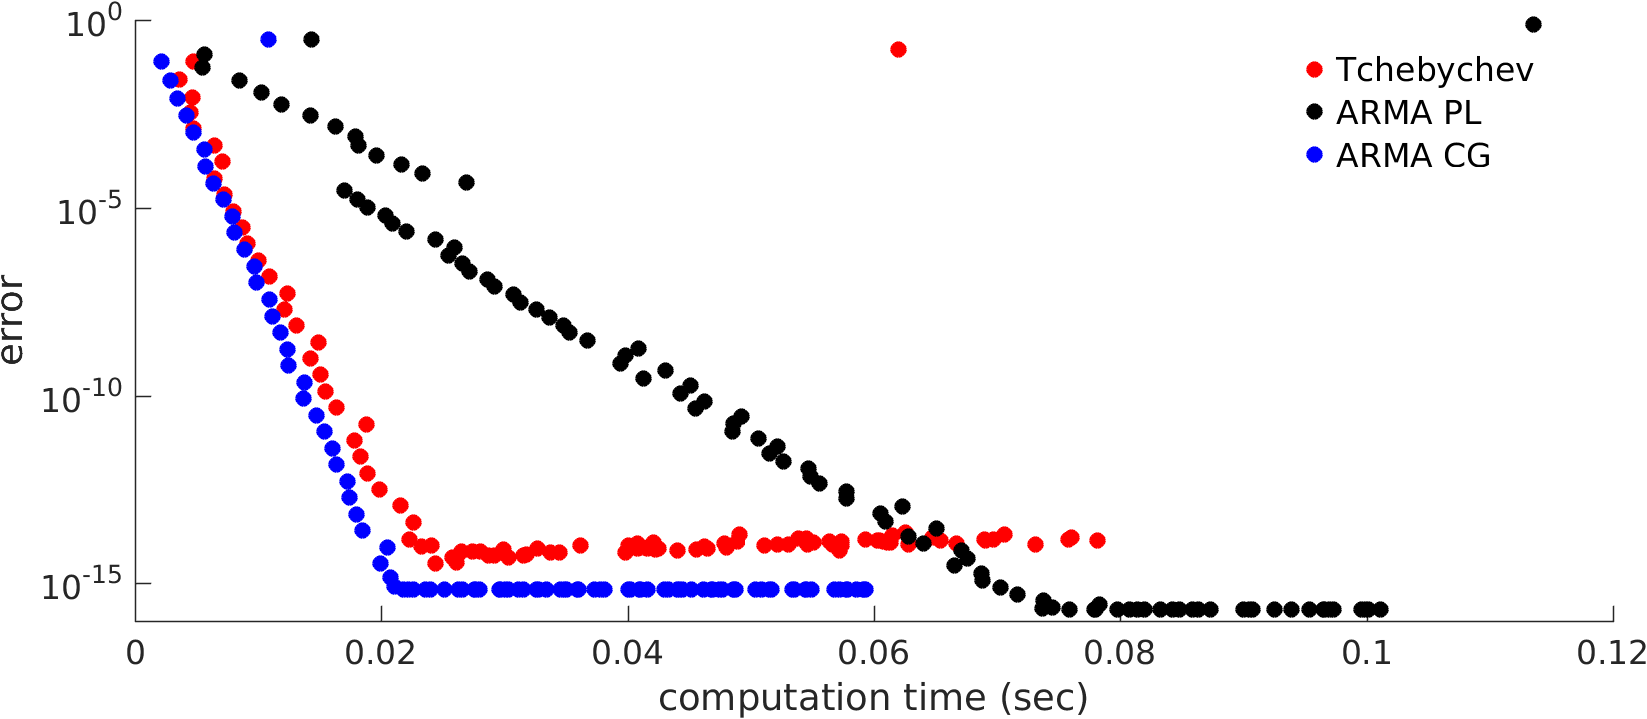 10^0
10^-5
10^-10
10^-15
error
Tchebychev
ARMA PL
ARMA CG
0 0.02 0.04 0.06 0.08 0.1 0.12
computation time (sec)